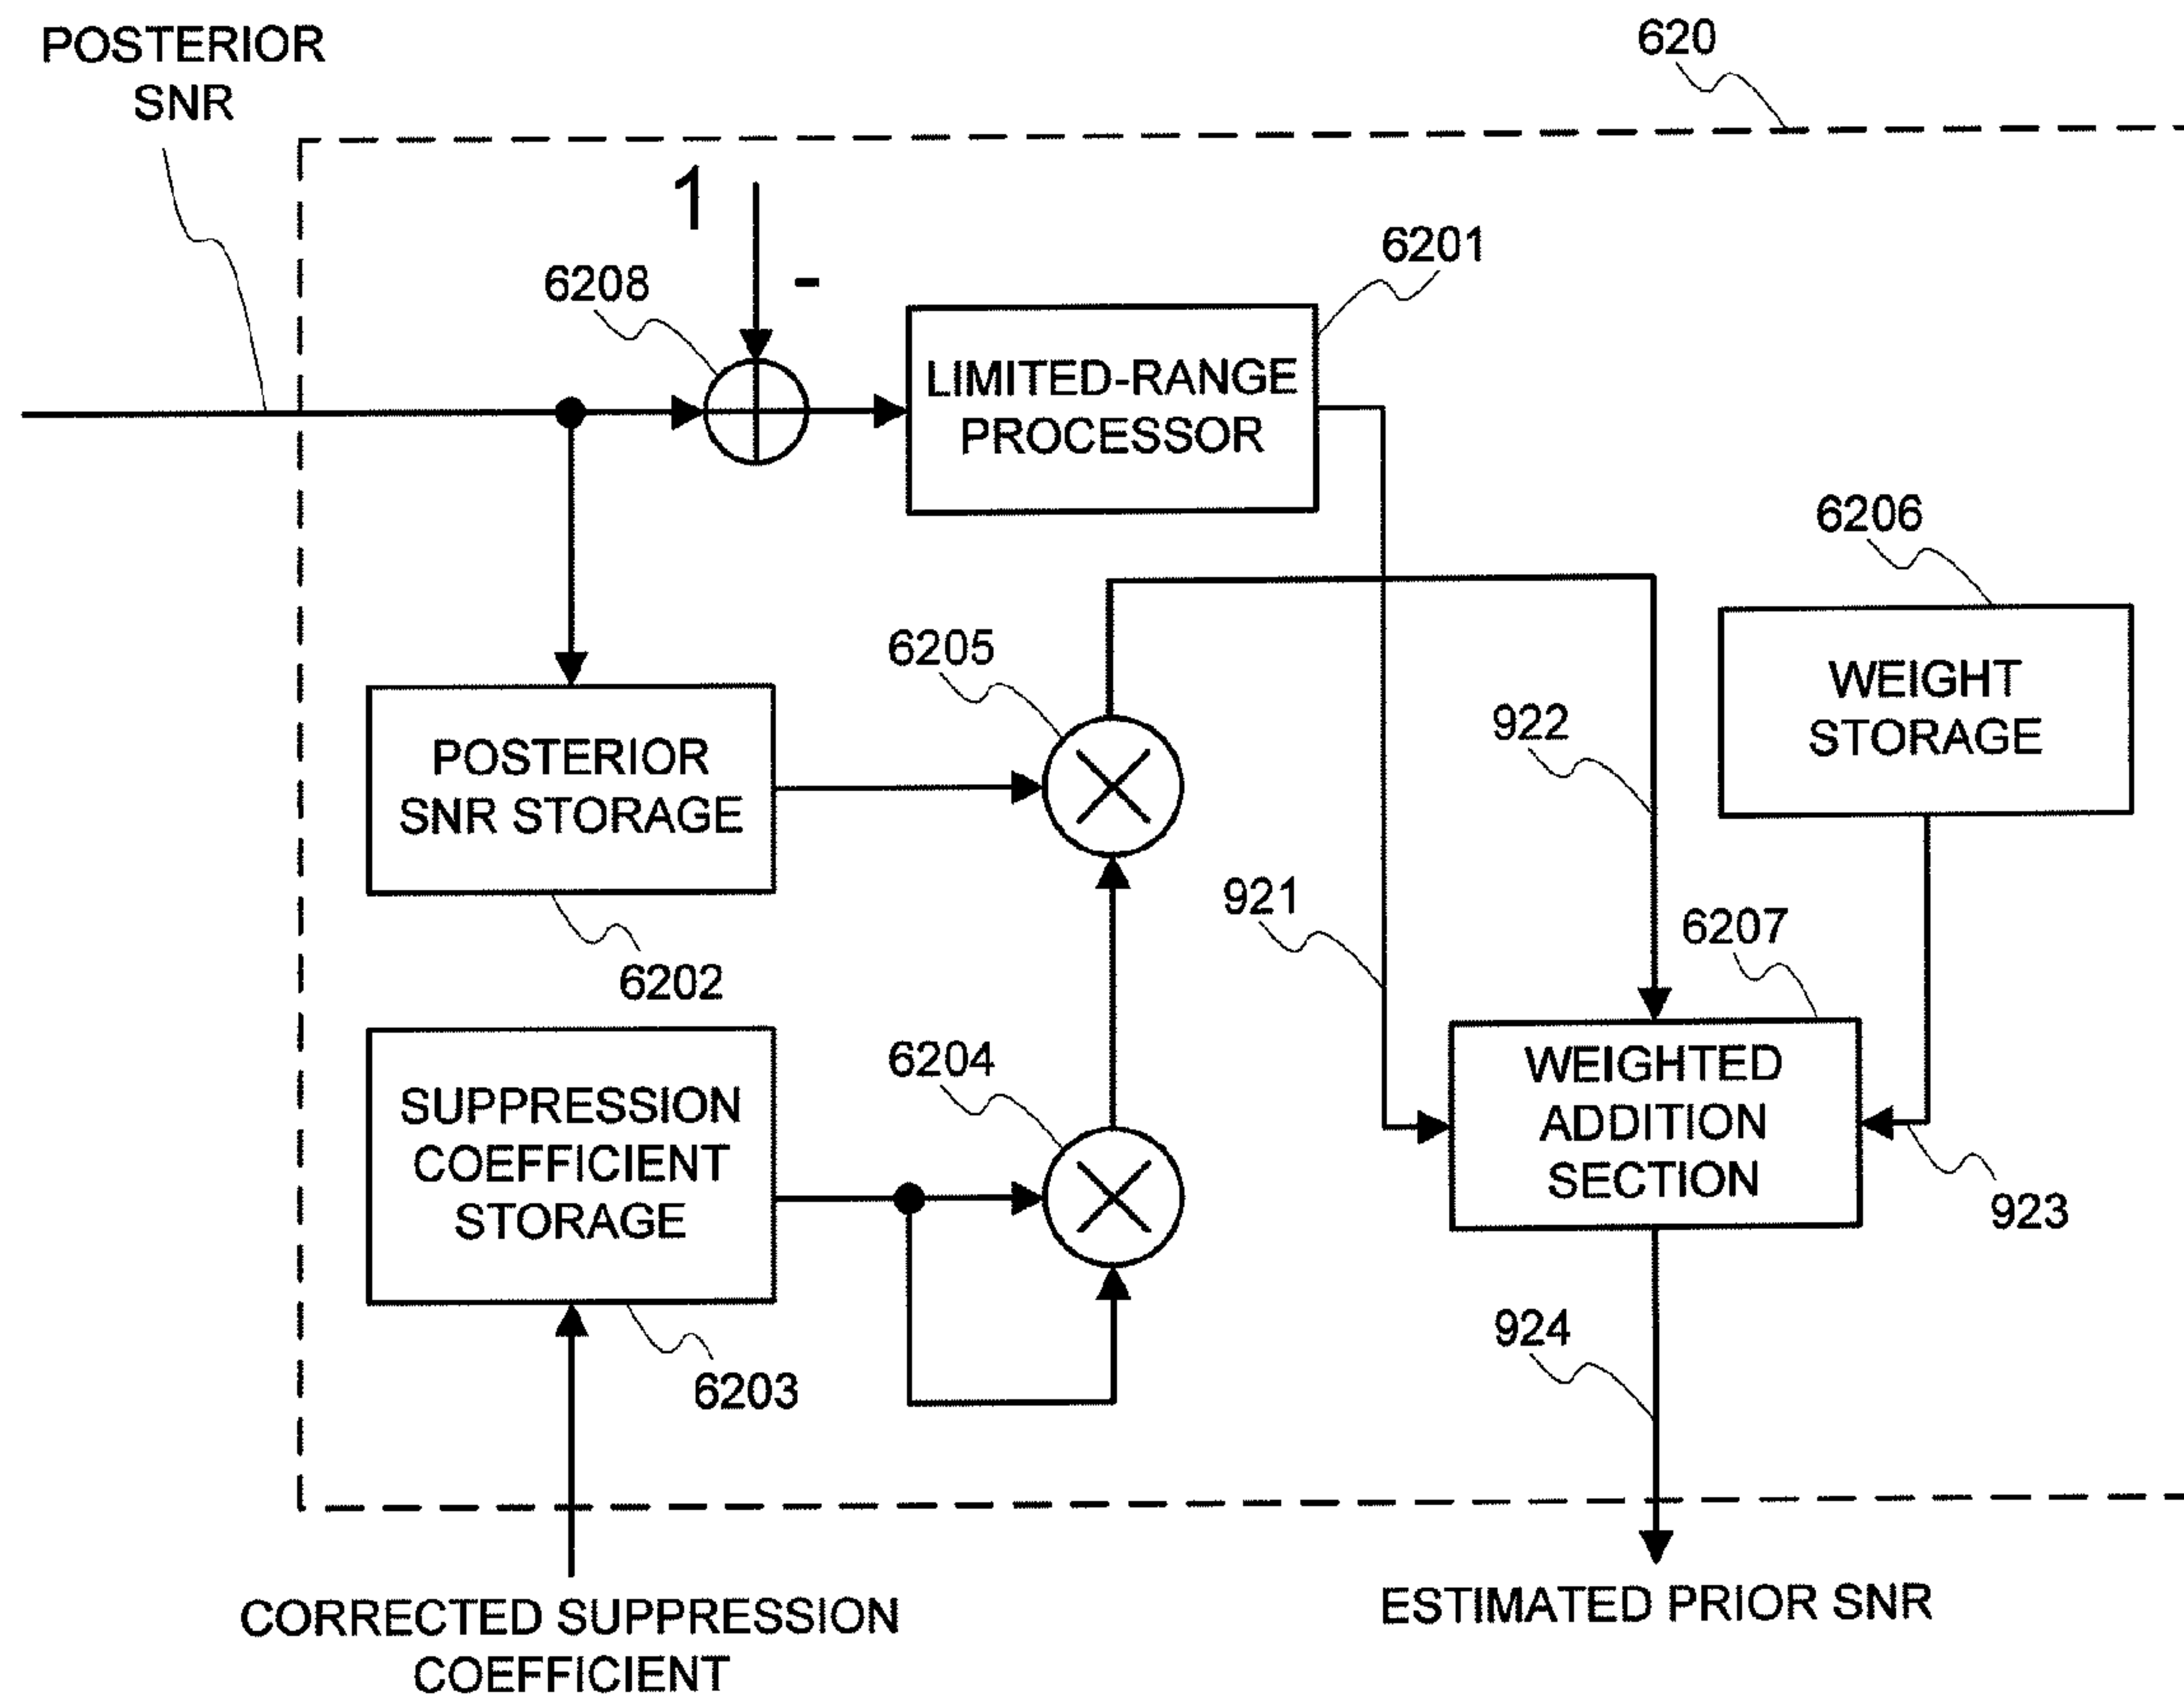 POSTERIOR
SNR
620
1
-
6208
6201
LIMITED-RANGE
PROCESSOR
6206
WEIGHT
STORAGE
6205
922
POSTERIOR
SNR STORAGE
6202
921
6207
6204
SUPPRESSION
COEFFICIENT
STORAGE
6203
WEIGHTED
ADDITION
SECTION
923
924
CORRECTED SUPPRESSION
COEFFICIENT
ESTIMATED PRIOR SNR